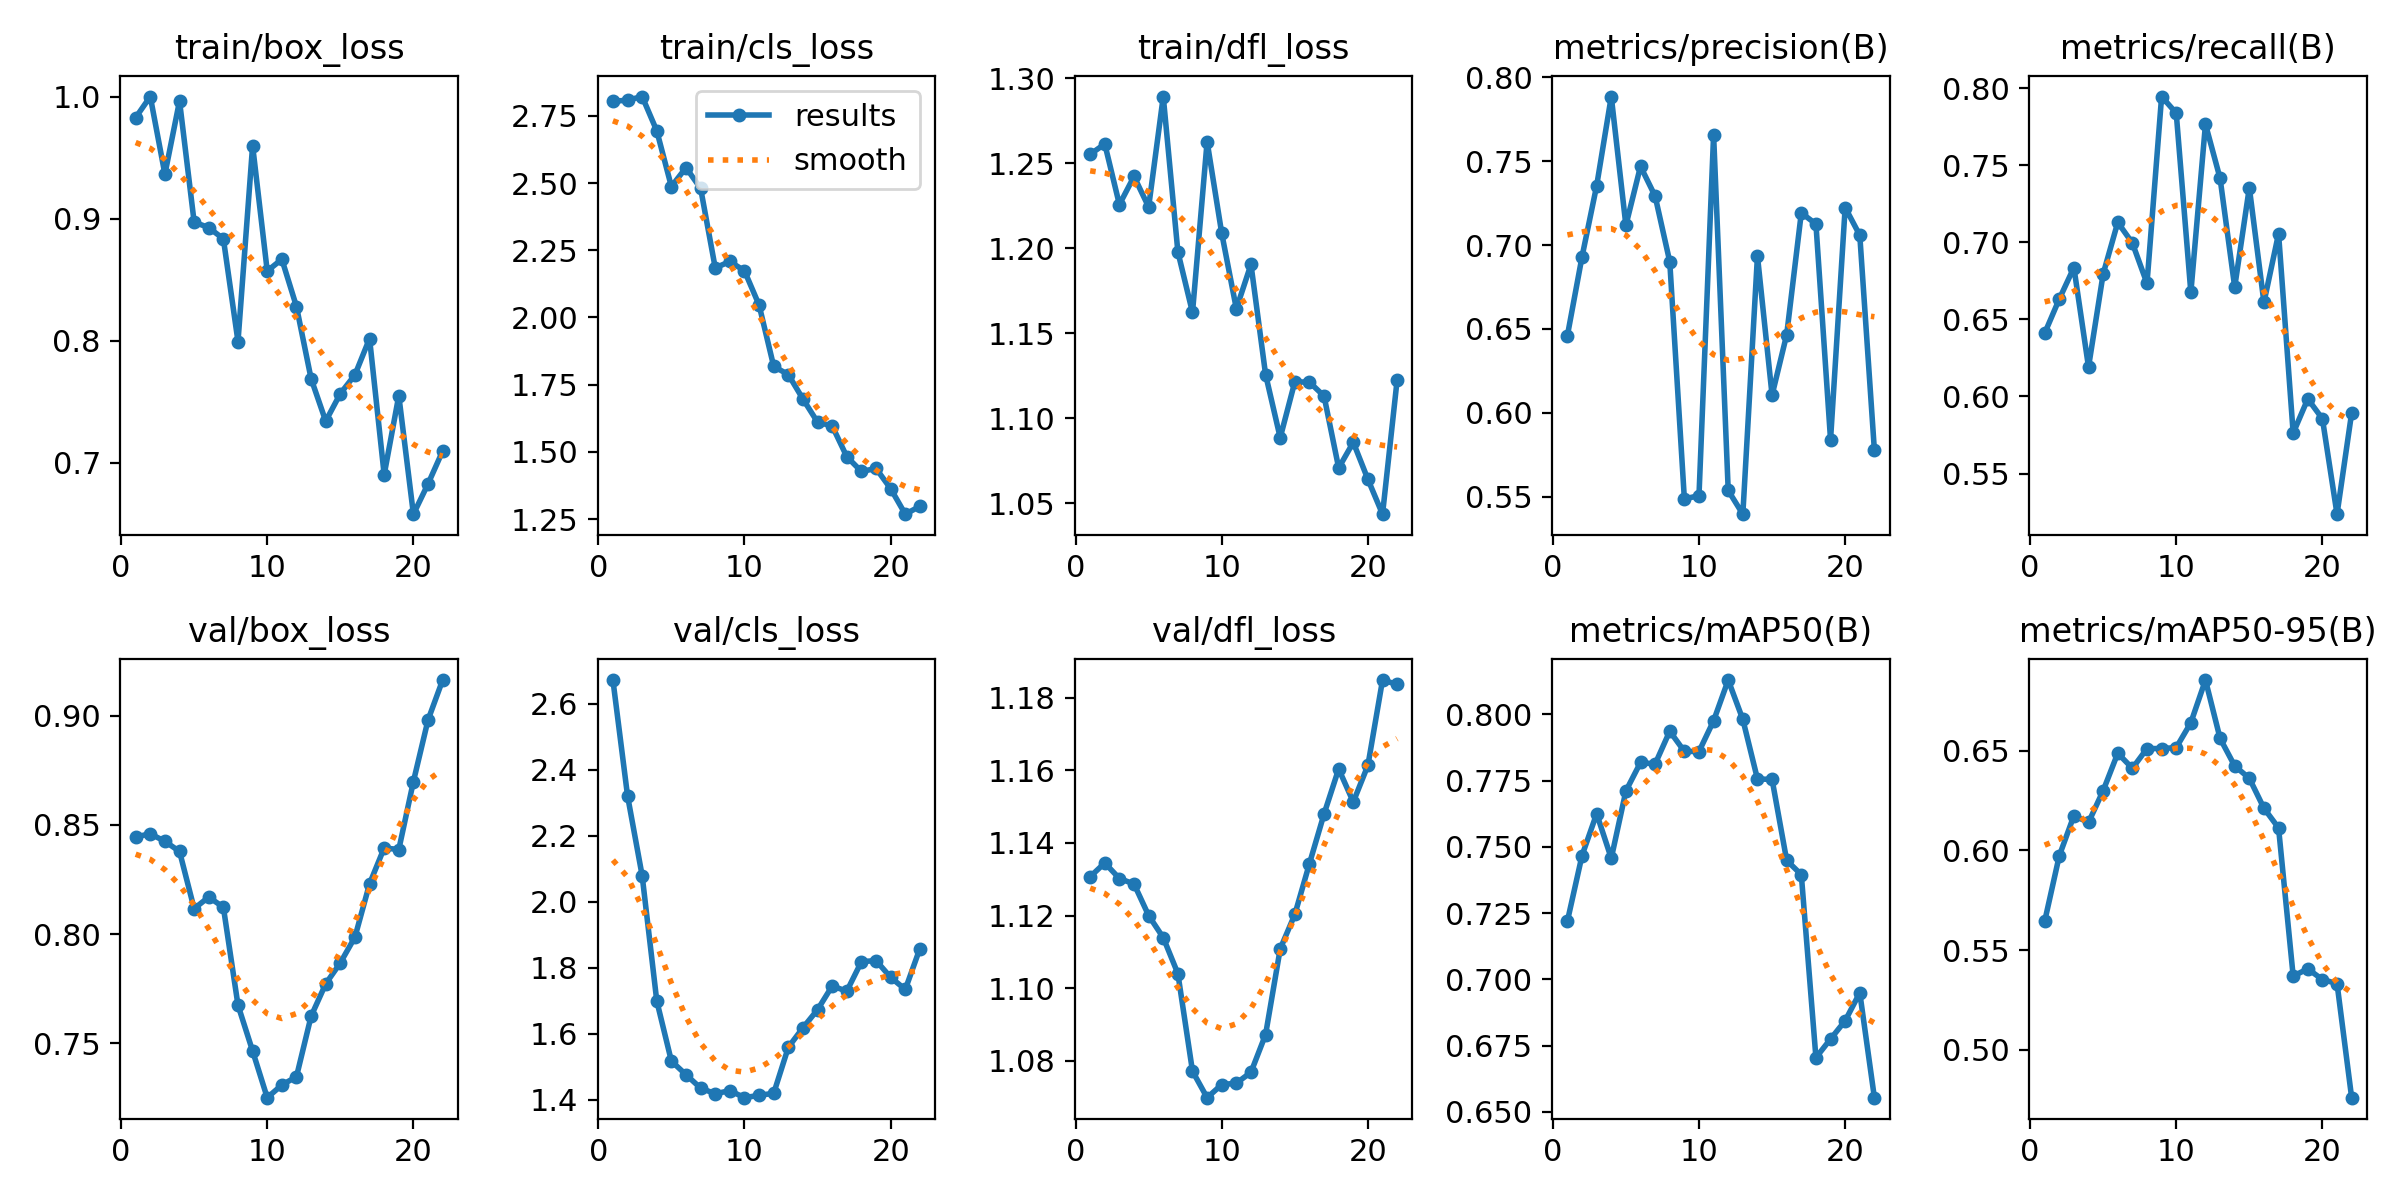 train/box_loss
1.0
0.9
0.8
0.7
0 10 20
train/cls_loss
results
smooth
2.75
2.50
2.25
2.00
1.75
1.50
1.25
0 10 20
train/dfl_loss
1.30
1.25
1.20
1.15
1.10
1.05
0 10 20
metrics/precision(B)
0.80
0.75
0.70
0.65
0.60
0.55
0 10 20
metrics/recall(B)
0.80
0.75
0.70
0.65
0.60
0.55
0 10 20
val/box_loss
0.90
0.85
0.80
0.75
0 10 20
val/cls_loss
2.6
2.4
2.2
2.0
1.8
1.6
1.4
0 10 20
val/dfl_loss
1.18
1.16
1.14
1.12
1.10
1.08
0 10 20
metrics/mAP50(B)
0.800
0.775
0.750
0.725
0.700
0.675
0.650
0 10 20
metrics/mAP50-95(B)
0.65
0.60
0.55
0.50
0 10 20